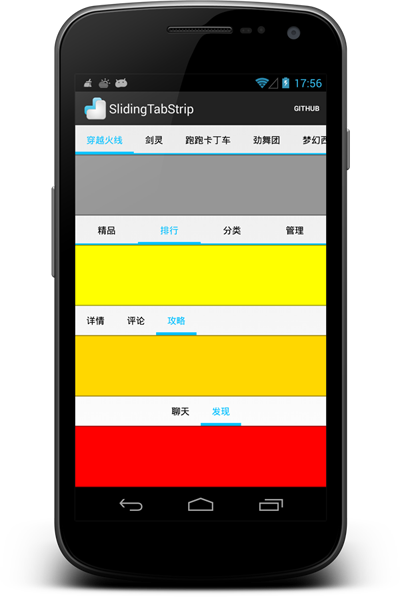 17:56
SlidingTabStrip GITHUB
穿越火线 剑灵 跑跑卡丁车 劲舞团 梦幻西
精品 排行 分类 管理
详情 评论 攻略
聊天 发现